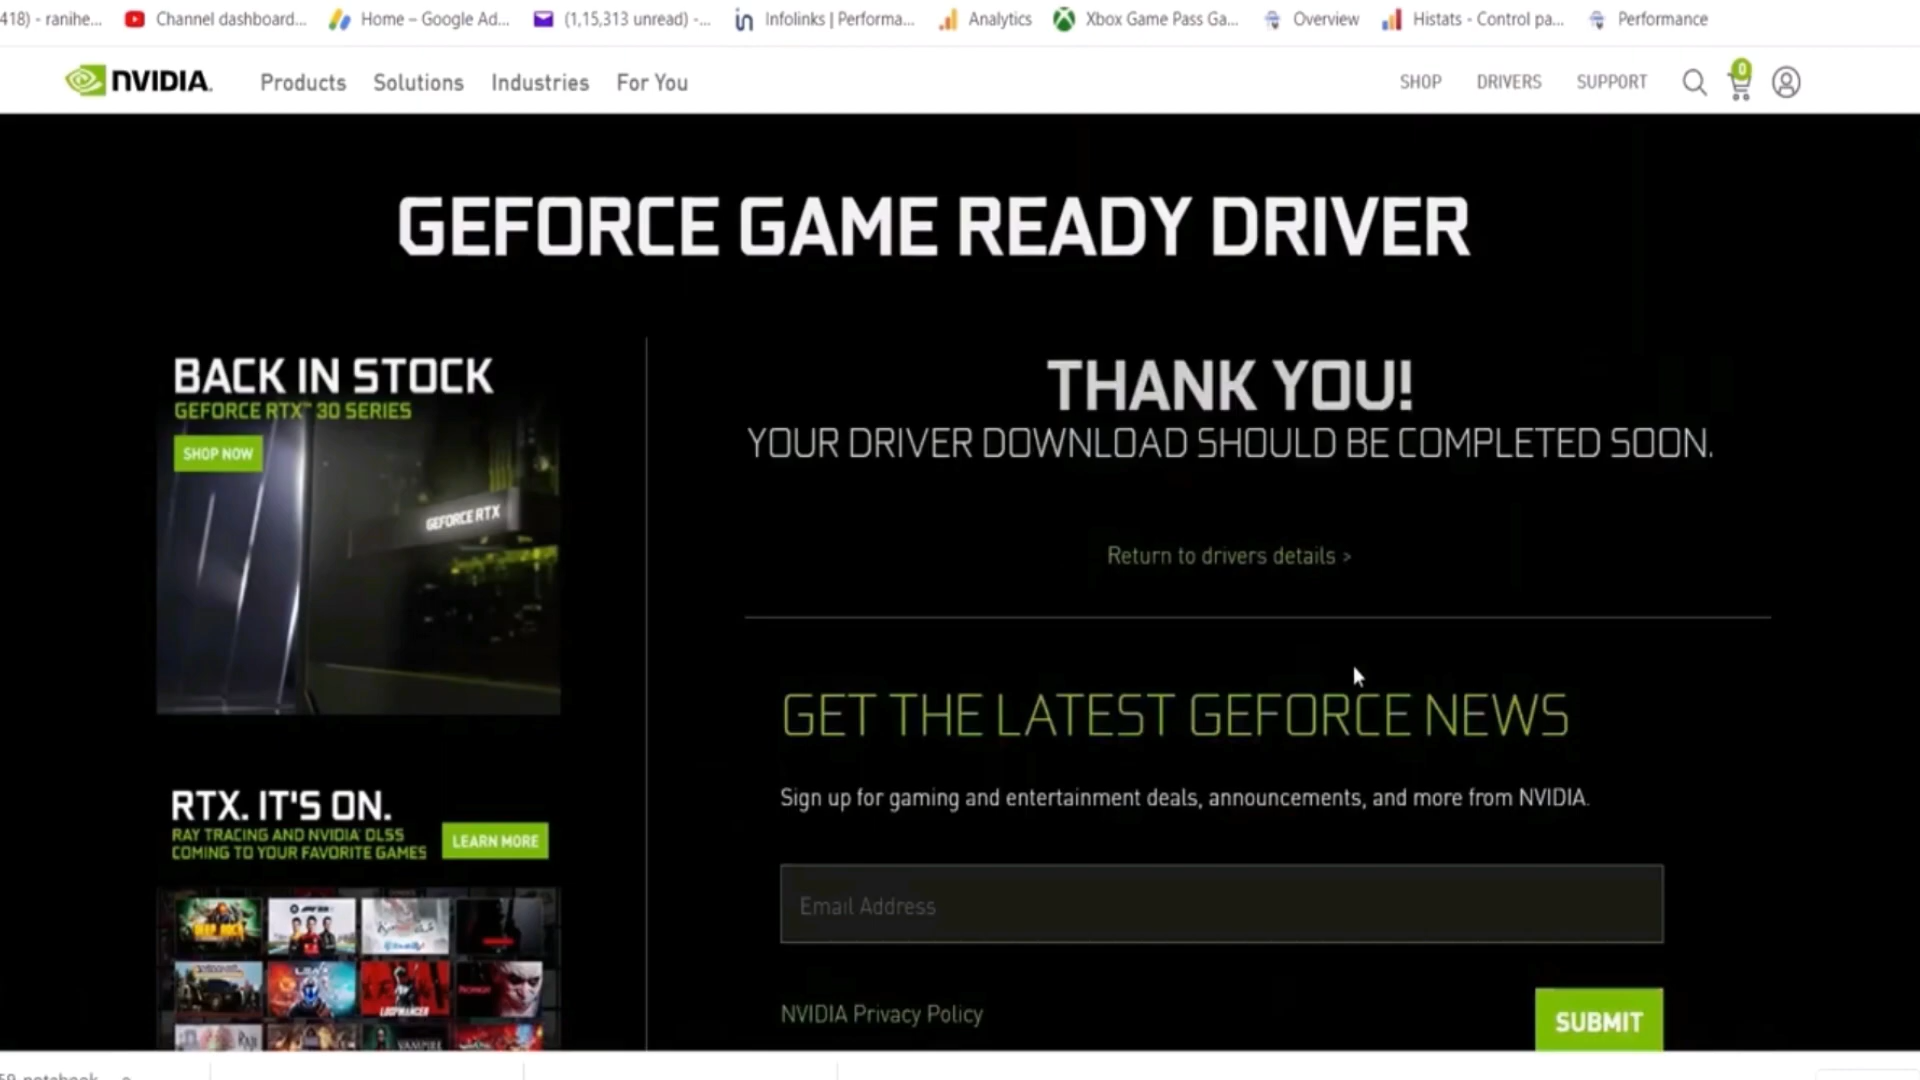 418) - ranihe... Channel dashboard... Home – Google Ad... (1,15,313 unread) -... Infolinks | Performa... Analytics Xbox Game Pass Ga... Overview Histats - Control pa... Performance
NVIDIA. Products Solutions Industries For You SHOP DRIVERS SUPPORT 0
GEFORCE GAME READY DRIVER
BACK IN STOCK
GEFORCE RTX™ 30 SERIES
SHOP NOW
GEFORCE RTX
THANK YOU!
YOUR DRIVER DOWNLOAD SHOULD BE COMPLETED SOON.
Return to drivers details >
GET THE LATEST GEFORCE NEWS
Sign up for gaming and entertainment deals, announcements, and more from NVIDIA.
Email Address
NVIDIA Privacy Policy
SUBMIT
RTX. IT'S ON.
RAY TRACING AND NVIDIA DLSS
COMING TO YOUR FAVORITE GAMES
LEARN MORE
LOOPMANCER
VAMPIRE